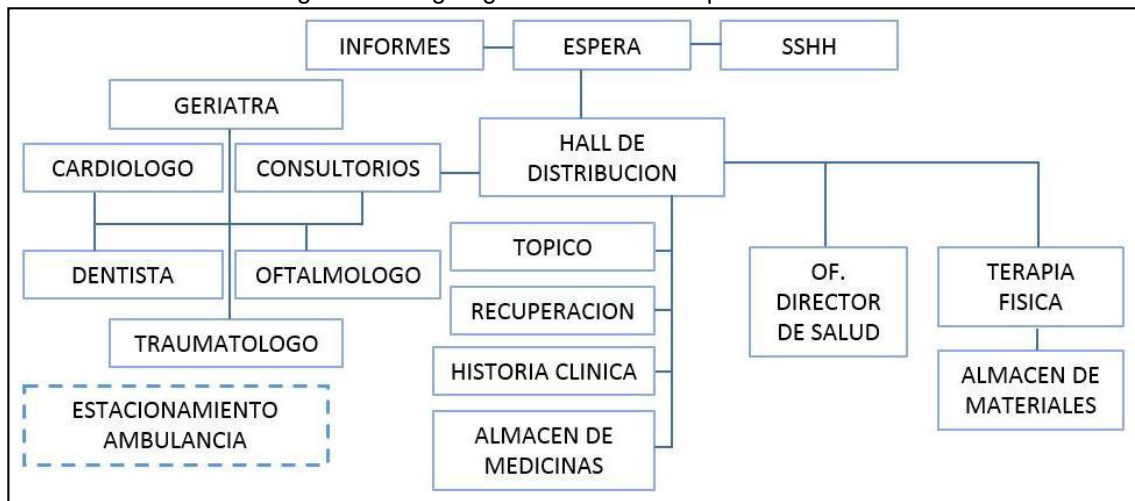 INFORMES
ESPERA
SSHH
GERIATRA
HALL DE
DISTRIBUCION
CARDIOLOGO
CONSULTORIOS
TOPICO
DENTISTA
OFTALMOLOGO
OF.
DIRECTOR
DE SALUD
TERAPIA
FISICA
RECUPERACION
TRAUMATOLOGO
HISTORIA CLINICA
ALMACEN DE
MATERIALES
ESTACIONAMIENTO
AMBULANCIA
ALMACEN DE
MEDICINAS